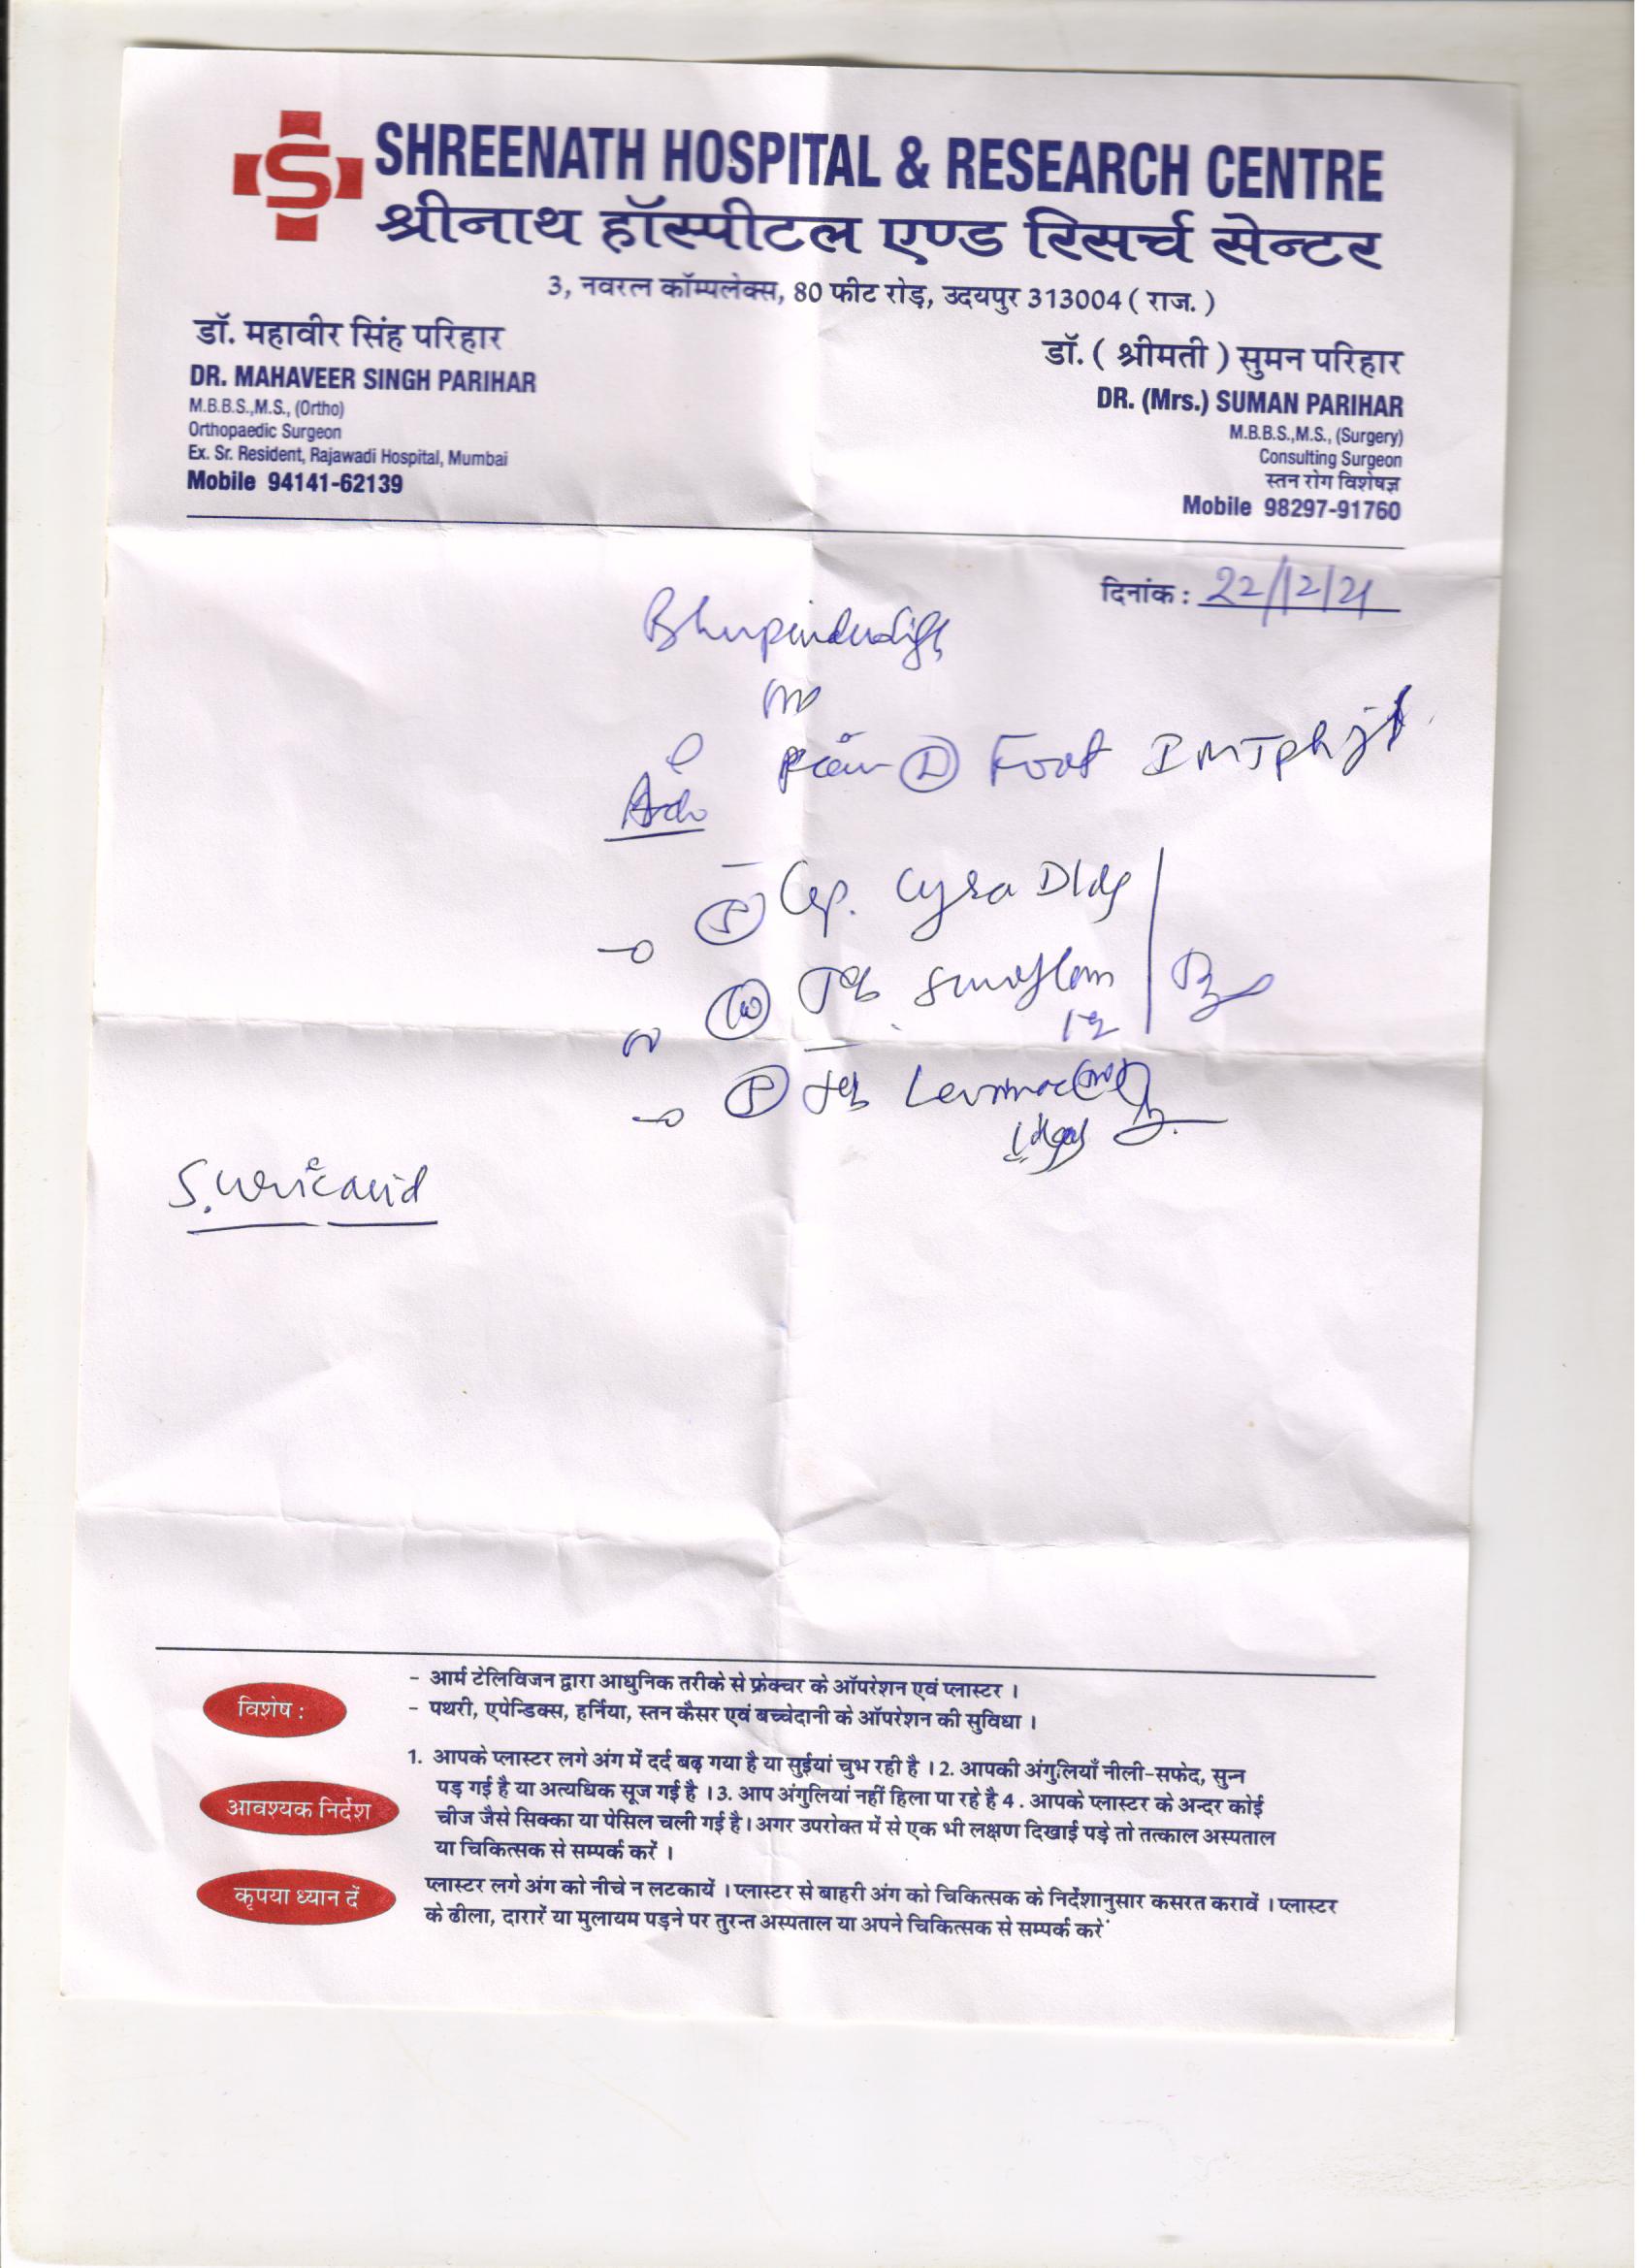 SHREENATH HOSPITAL & RESEARCH CENTRE
श्रीनाथ हॉस्पीटल एण्ड रिसर्च सेन्टर
3, नवरत्न कॉम्पलेक्स, 80 फीट रोड़, उदयपुर 313004 ( राज. )
डॉ. महावीर सिंह परिहार
DR. MAHAVEER SINGH PARIHAR
M.B.B.S.,M.S., (Ortho)
Orthopaedic Surgeon
Ex. Sr. Resident, Rajawadi Hospital, Mumbai
Mobile 94141-62139
डॉ. ( श्रीमती ) सुमन परिहार
DR. (Mrs.) SUMAN PARIHAR
M.B.B.S.,M.S., (Surgery)
Consulting Surgeon
स्तन रोग विशेषज्ञ
Mobile 98297-91760
दिनांक : 22/12/21
Pain Foot
Adv
Cap. Cyra D
Tab
Tab
S. uric acid
विशेष :
- आर्म टेलिविजन द्वारा आधुनिक तरीके से फ्रेक्चर के ऑपरेशन एवं प्लास्टर ।
- पथरी, एपेन्डिक्स, हर्निया, स्तन कैसर एवं बच्चेदानी के ऑपरेशन की सुविधा ।
आवश्यक निर्देश
1. आपके प्लास्टर लगे अंग में दर्द बढ़ गया है या सुईयां चुभ रही है । 2. आपकी अंगुलियाँ नीली-सफेद, सुन्न
पड़ गई है या अत्यधिक सूज गई है । 3. आप अंगुलियां नहीं हिला पा रहे है 4 . आपके प्लास्टर के अन्दर कोई
चीज जैसे सिक्का या पेसिल चली गई है । अगर उपरोक्त में से एक भी लक्षण दिखाई पड़े तो तत्काल अस्पताल
या चिकित्सक से सम्पर्क करें ।
कृपया ध्यान दें
प्लास्टर लगे अंग को नीचे न लटकायें । प्लास्टर से बाहरी अंग को चिकित्सक के निर्देशानुसार कसरत करावें । प्लास्टर
के ढीला, दारारें या मुलायम पड़ने पर तुरन्त अस्पताल या अपने चिकित्सक से सम्पर्क करें